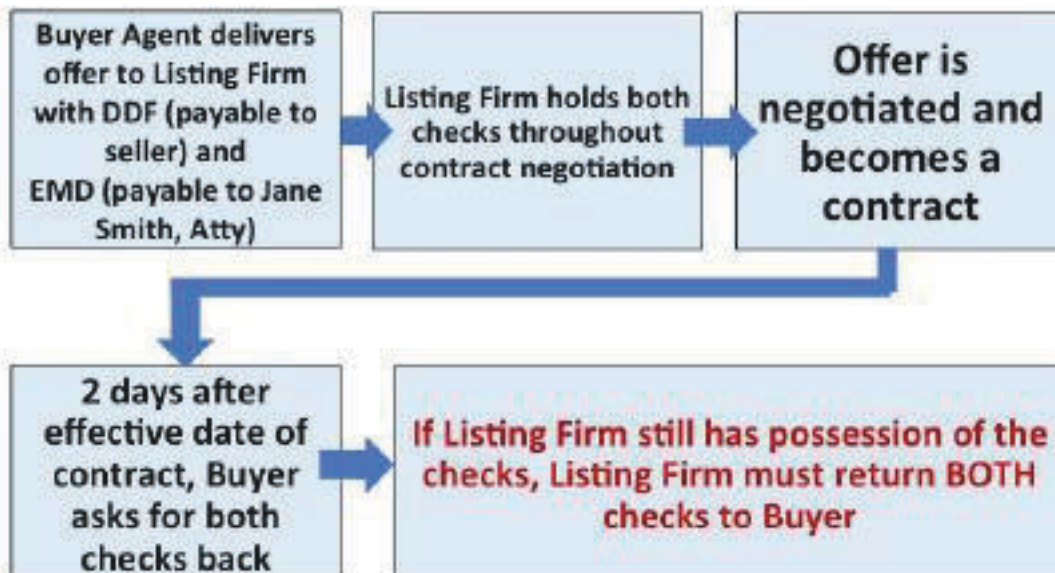 Buyer Agent delivers
offer to Listing Firm
with DDF (payable to
seller) and
EMD (payable to Jane
Smith, Atty)
Listing Firm holds both
checks throughout
contract negotiation
Offer is
negotiated and
becomes a
contract
2 days after
effective date of
contract, Buyer
asks for both
checks back
If Listing Firm still has possession of the
checks, Listing Firm must return BOTH
checks to Buyer